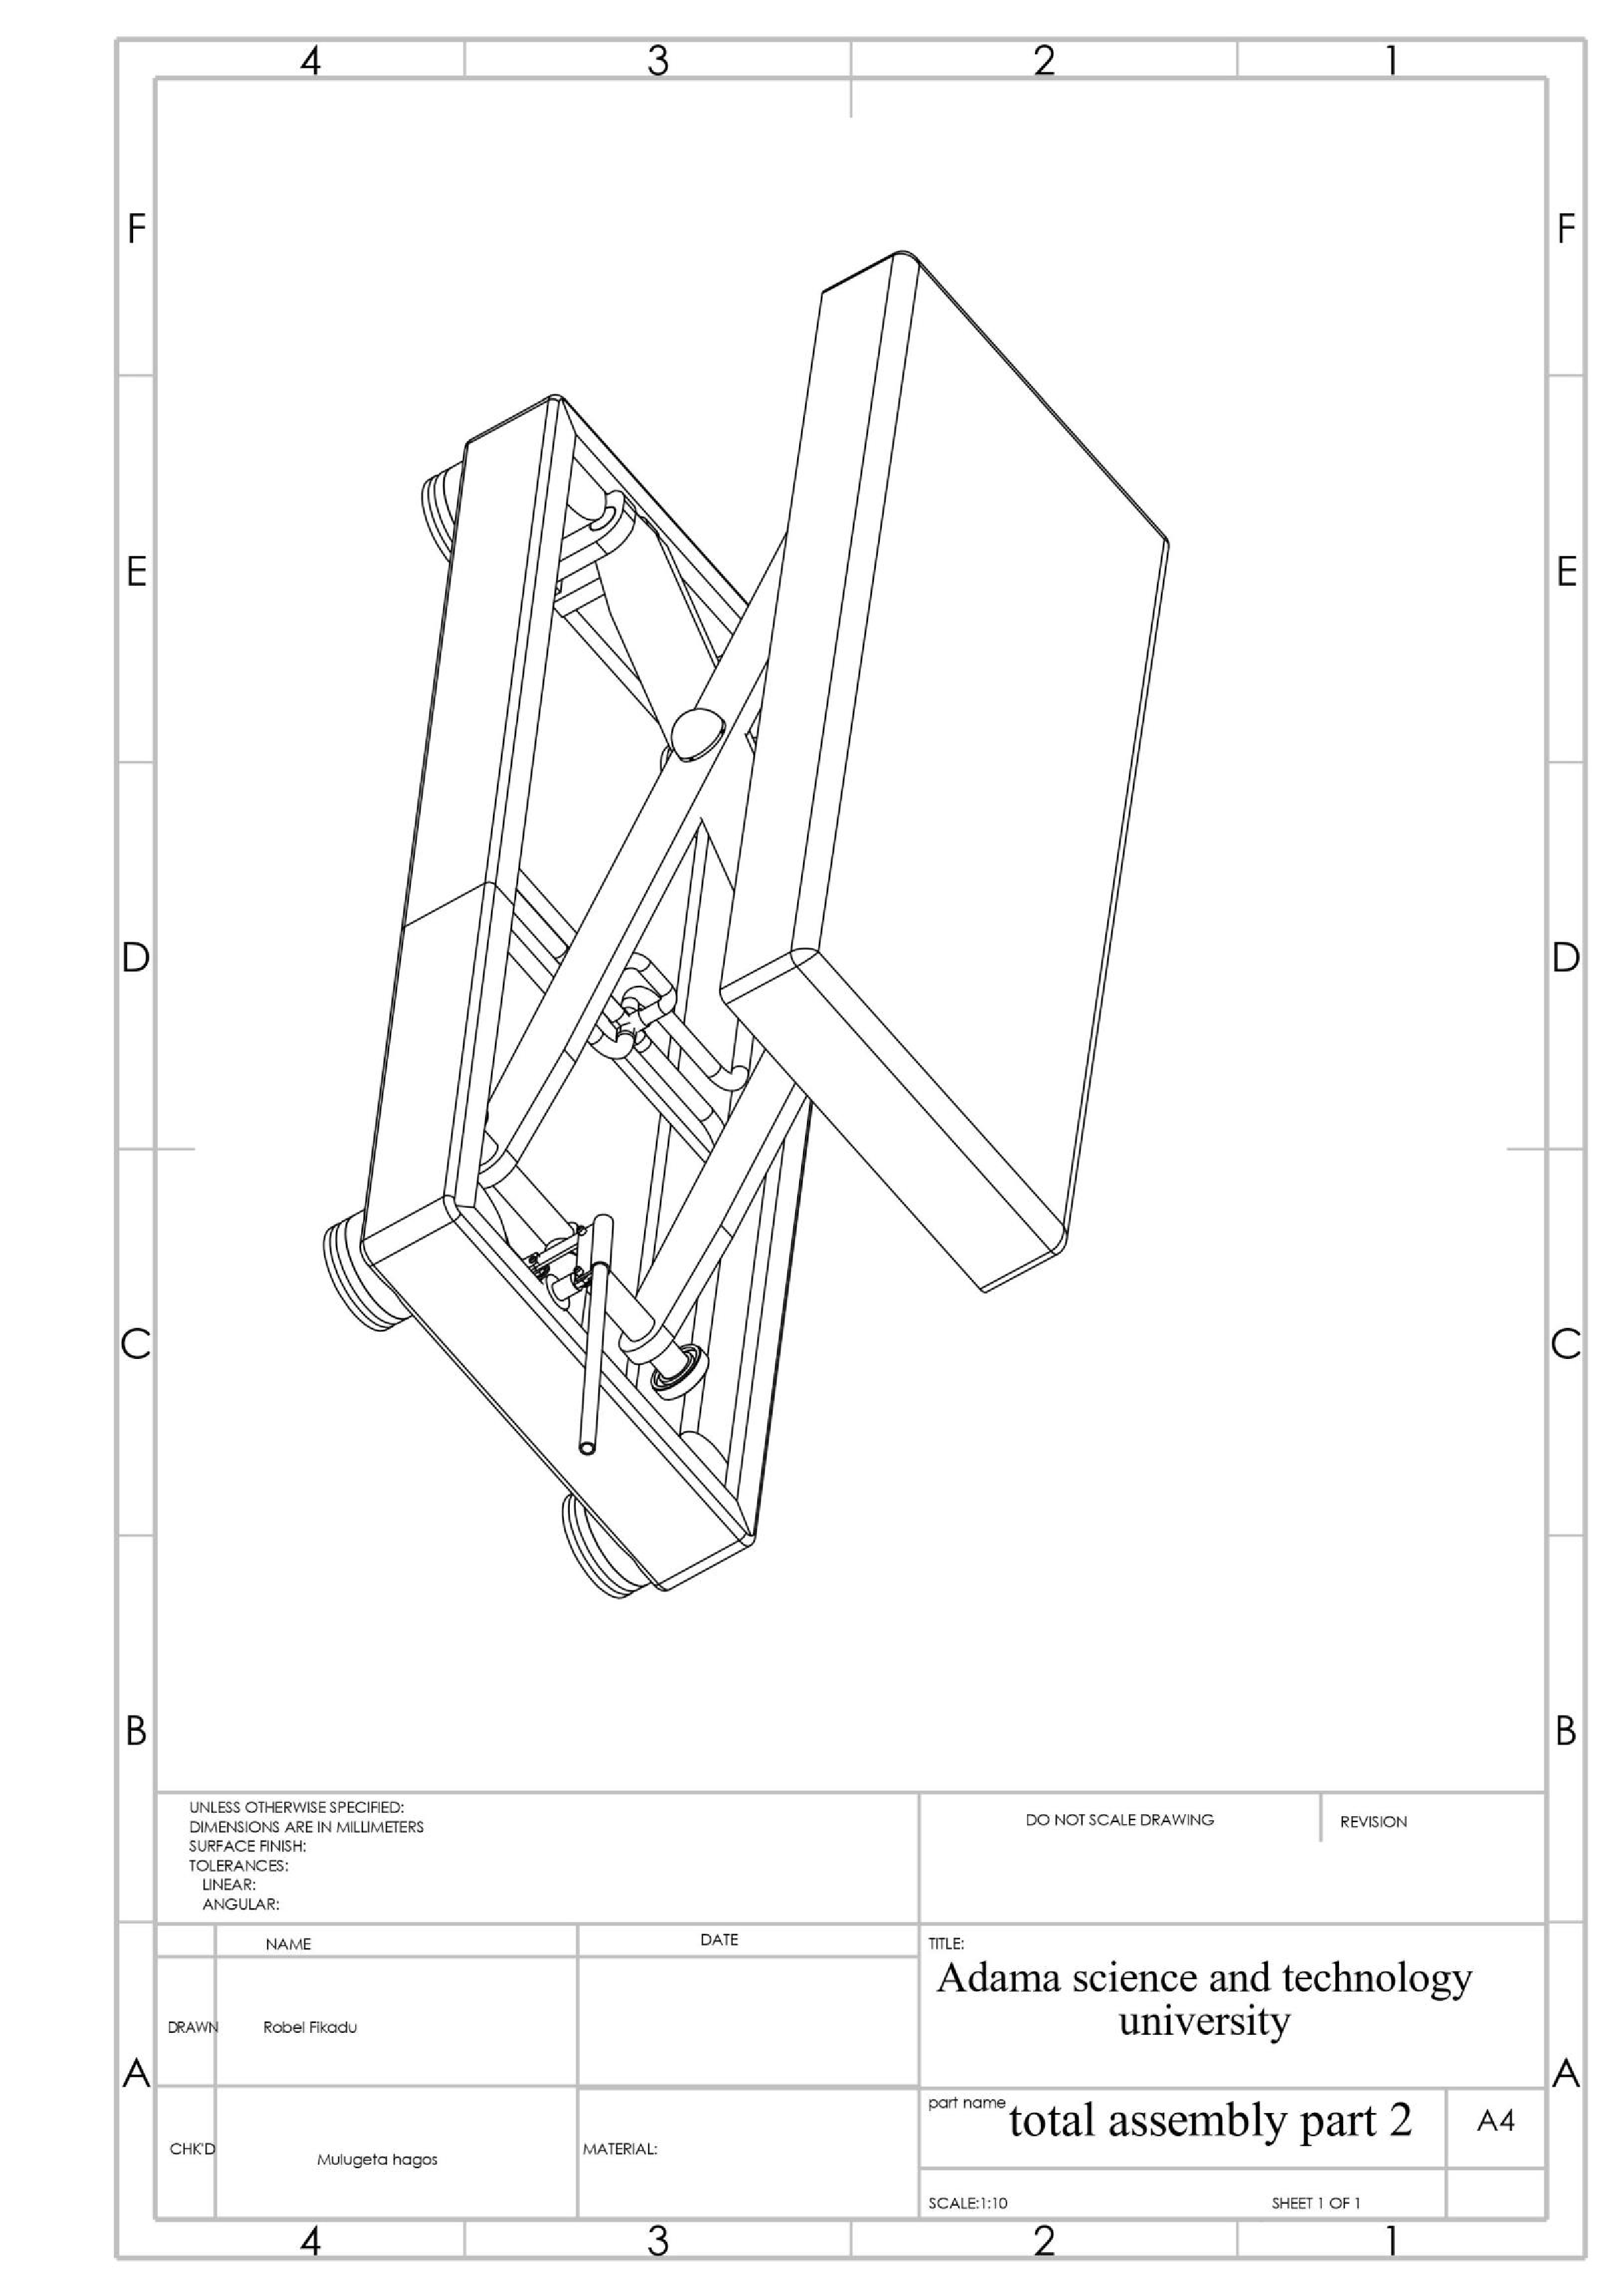 4 3 2 1
F F
E E
D D
C C
B B
UNLESS OTHERWISE SPECIFIED:
DIMENSIONS ARE IN MILLIMETERS
SURFACE FINISH:
TOLERANCES:
LINEAR:
ANGULAR:
DO NOT SCALE DRAWING
REVISION
NAME
DATE
TITLE:
Adama science and technology
university
DRAWN
Robel Fikadu
A A
part name
total assembly part 2
A4
CHK'D
Mulugeta hagos
MATERIAL:
SCALE:1:10
SHEET 1 OF 1
4 3 2 1